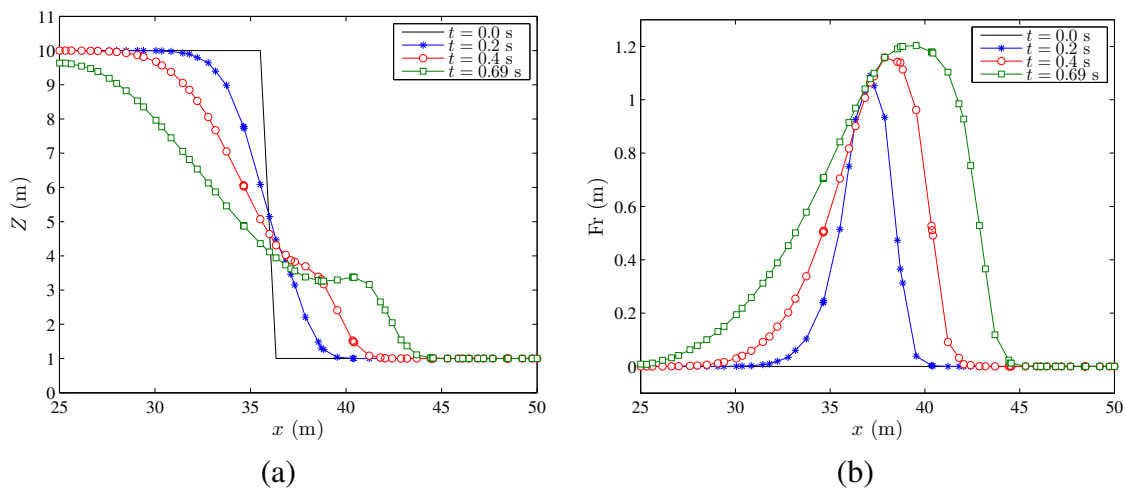 t = 0.0 s
t = 0.2 s
t = 0.4 s
t = 0.69 s
Z (m)
11
10
9
8
7
6
5
4
3
2
1
0
25 30 35 40 45 50
x (m)
(a)
t = 0.0 s
t = 0.2 s
t = 0.4 s
t = 0.69 s
Fr (m)
1.2
1
0.8
0.6
0.4
0.2
0
25 30 35 40 45 50
x (m)
(b)